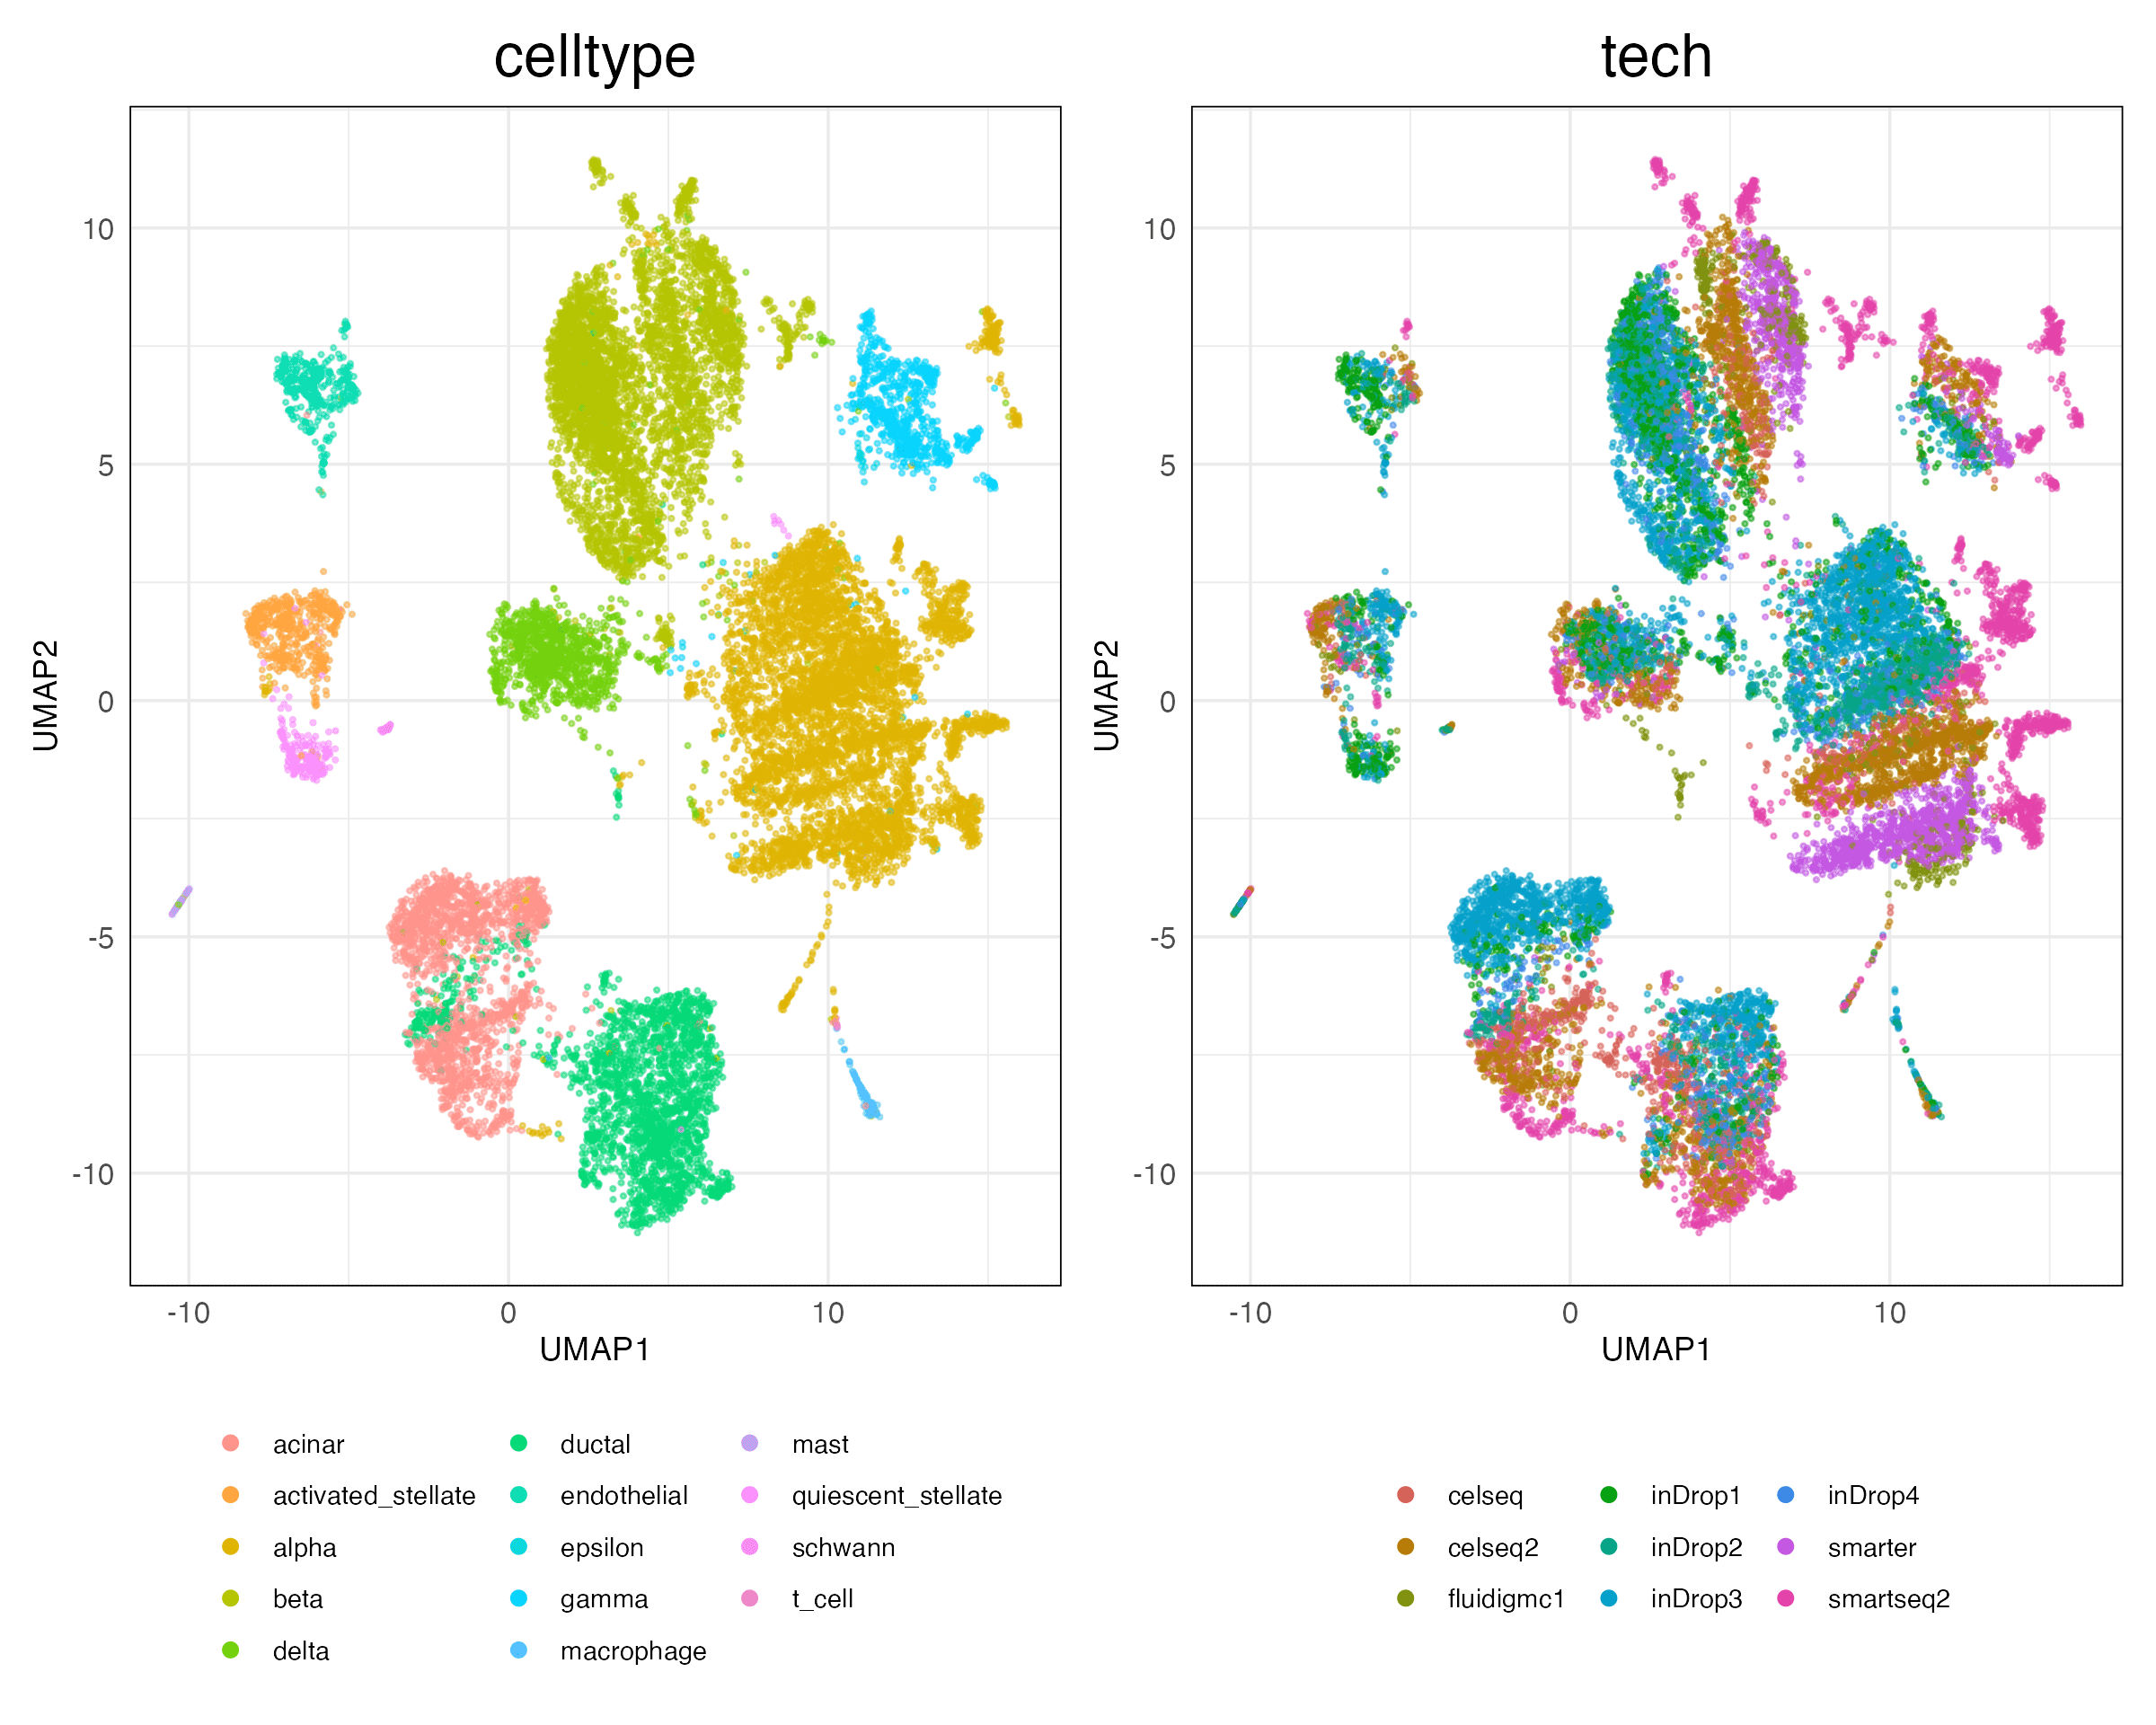 celltype
tech
10
5
0
-5
-10
UMAP2
-10 0 10
UMAP1
10
5
0
-5
-10
UMAP2
-10 0 10
UMAP1
acinar
activated_stellate
alpha
beta
delta
ductal
endothelial
epsilon
gamma
macrophage
mast
quiescent_stellate
schwann
t_cell
celseq
celseq2
fluidigmc1
inDrop1
inDrop2
inDrop3
inDrop4
smarter
smartseq2